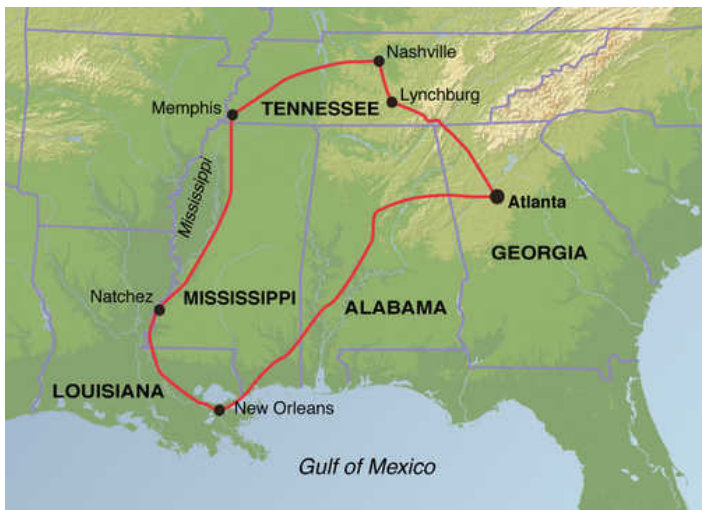 Nashville
Lynchburg
Memphis
TENNESSEE
Mississippi
Atlanta
GEORGIA
Natchez
MISSISSIPPI
ALABAMA
LOUISIANA
New Orleans
Gulf of Mexico